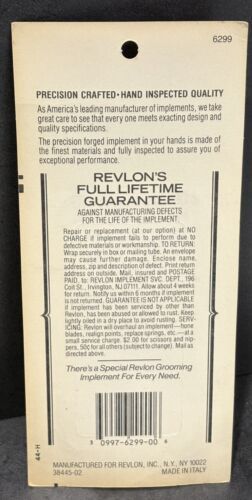 6299
PRECISION CRAFTED • HAND INSPECTED QUALITY
As America's leading manufacturer of implements, we take
great care to see that every one meets exacting design and
quality specifications.
The precision forged implement in your hands is made of
the finest materials and fully inspected to assure you of
exceptional performance.
REVLON'S
FULL LIFETIME
GUARANTEE
AGAINST MANUFACTURING DEFECTS
FOR THE LIFE OF THE IMPLEMENT
Repair or replacement (at our option) at NO
CHARGE if implement fails to perform due to
defective materials or workmanship. TO RETURN:
Wrap securely in box or mailing tube. An envelope
may cause further damage. Enclose name,
address, zip and description of defect. Print return
address on outside. Mail, insured and POSTAGE
PAID, to: REVLON IMPLEMENT SVC. DEPT., 196
Coit St., Irvington, NJ 07111. Allow about 4 weeks
for return. Notify us within 6 months if implement
is not returned. GUARANTEE IS NOT APPLICABLE
if implement has been serviced by other than
Revlon, has been abused or allowed to rust. Keep
lightly oiled in a dry place to avoid rusting. SERV-
ICING: Revlon will overhaul an implement—hone
blades, realign points, replace springs, etc.—at a
small service charge: $2.00 for scissors and nip-
pers, 50¢ for all others (subject to change). Mail as
directed above.
There's a Special Revlon Grooming
Implement For Every Need.
0 30997-6299-00 6
44-H
MANUFACTURED FOR REVLON, INC., N.Y., NY 10022
38445-02 MADE IN ITALY